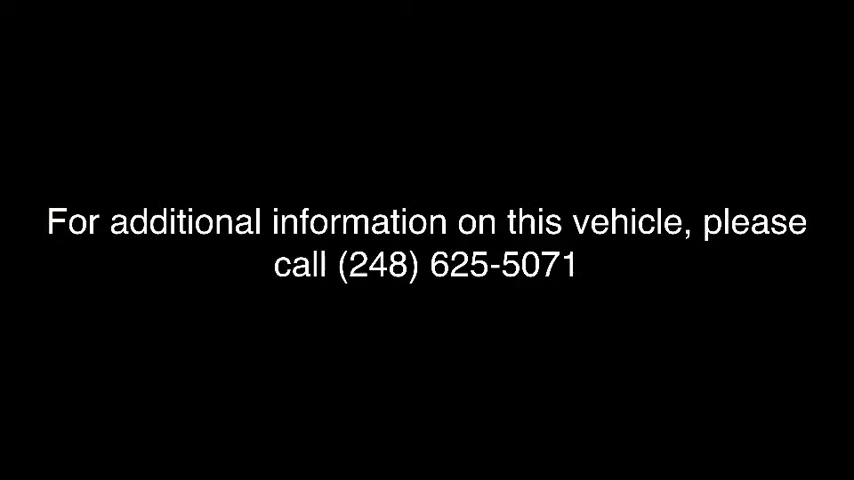 For additional information on this vehicle, please
call (248) 625-5071